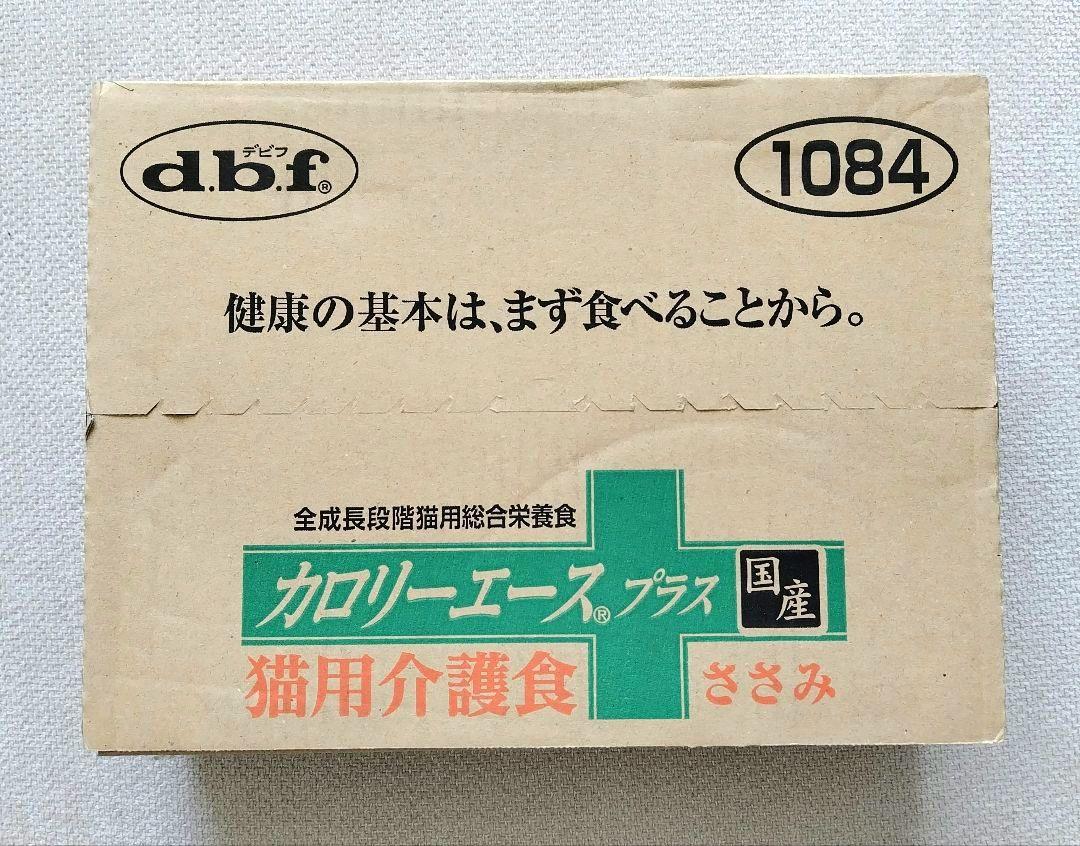 デビフ
d.b.f®
1084
健康の基本は、まず食べることから。
全成長段階猫用総合栄養食
カロリーエース®プラス
国産
猫用介護食
ささみ